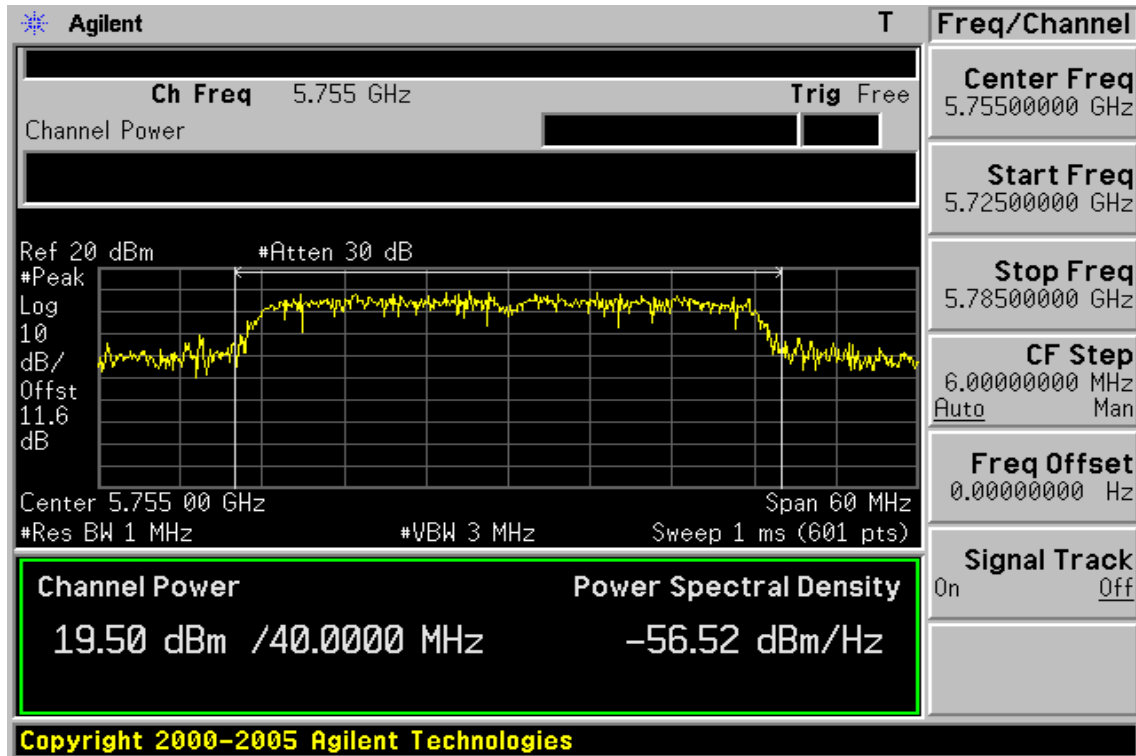 Agilent T
Ch Freq 5.755 GHz Trig Free
Channel Power
Ref 20 dBm #Atten 30 dB
#Peak
Log
10
dB/
Offst
11.6
dB
Center 5.755 00 GHz Span 60 MHz
#Res BW 1 MHz #VBW 3 MHz Sweep 1 ms (601 pts)
Channel Power Power Spectral Density
19.50 dBm /40.0000 MHz -56.52 dBm/Hz
Copyright 2000-2005 Agilent Technologies
Freq/Channel
Center Freq
5.75500000 GHz
Start Freq
5.72500000 GHz
Stop Freq
5.78500000 GHz
CF Step
6.00000000 MHz
Auto Man
Freq Offset
0.00000000 Hz
Signal Track
On Off